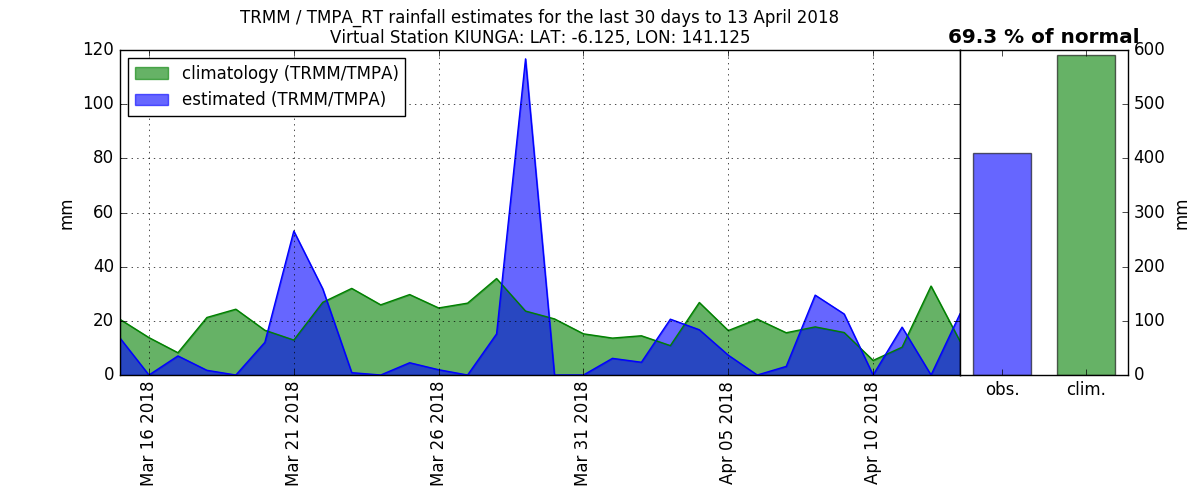 TRMM / TMPA_RT rainfall estimates for the last 30 days to 13 April 2018
Virtual Station KIUNGA: LAT: -6.125, LON: 141.125
69.3 % of normal
climatology (TRMM/TMPA)
estimated (TRMM/TMPA)
mm
120
100
80
60
40
20
0
Mar 16 2018
Mar 21 2018
Mar 26 2018
Mar 31 2018
Apr 05 2018
Apr 10 2018
obs.
clim.
600
500
400
300
200
100
0
mm